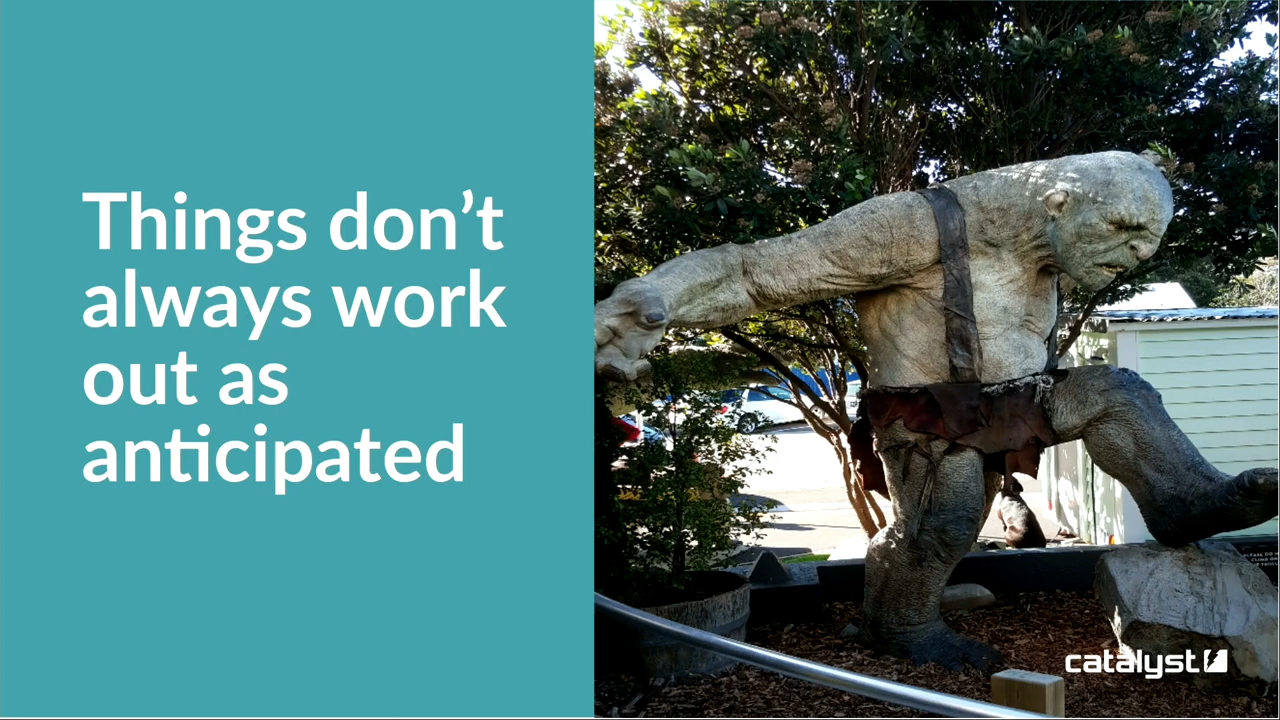 Things don’t
always work
out as
anticipated
catalyst